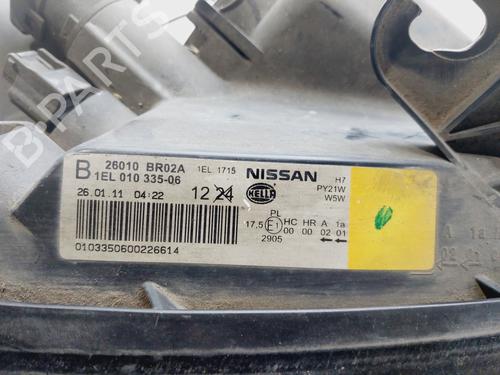 B-PARTS
B 26010 BR02A 1EL 1715 NISSAN H7
1EL 010 335-06 PY21W
26.01.11 04:22 12 24 HELLA W5W
PL
17,5 E1 HC HR A 1a
00 00 02 01
2905
0103350600226614
A 1a